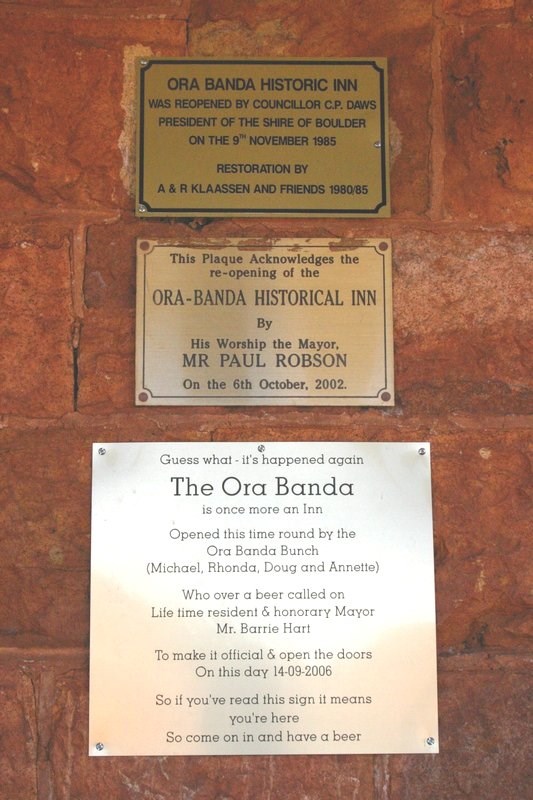 ORA BANDA HISTORIC INN
WAS REOPENED BY COUNCILLOR C.P. DAWS
PRESIDENT OF THE SHIRE OF BOULDER
ON THE 9TH NOVEMBER 1985
RESTORATION BY
A & R KLAASSEN AND FRIENDS 1980/85
This Plaque Acknowledges the
re-opening of the
ORA-BANDA HISTORICAL INN
By
His Worship the Mayor,
MR PAUL ROBSON
On the 6th October, 2002.
Guess what - it's happened again
The Ora Banda
is once more an Inn
Opened this time round by the
Ora Banda Bunch
(Michael, Rhonda, Doug and Annette)
Who over a beer called on
Life time resident & honorary Mayor
Mr. Barrie Hart
To make it official & open the doors
On this day 14-09-2006
So if you've read this sign it means
you're here
So come on in and have a beer